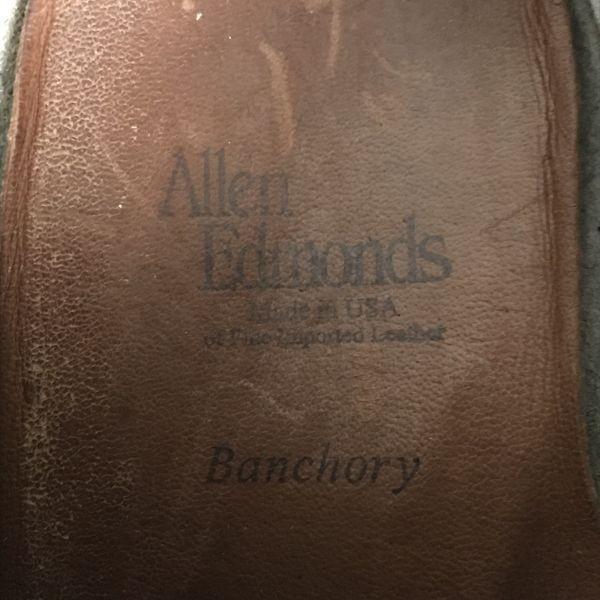 Allen
Edmonds
Made in USA
of Fine Imported Leather
Banchory